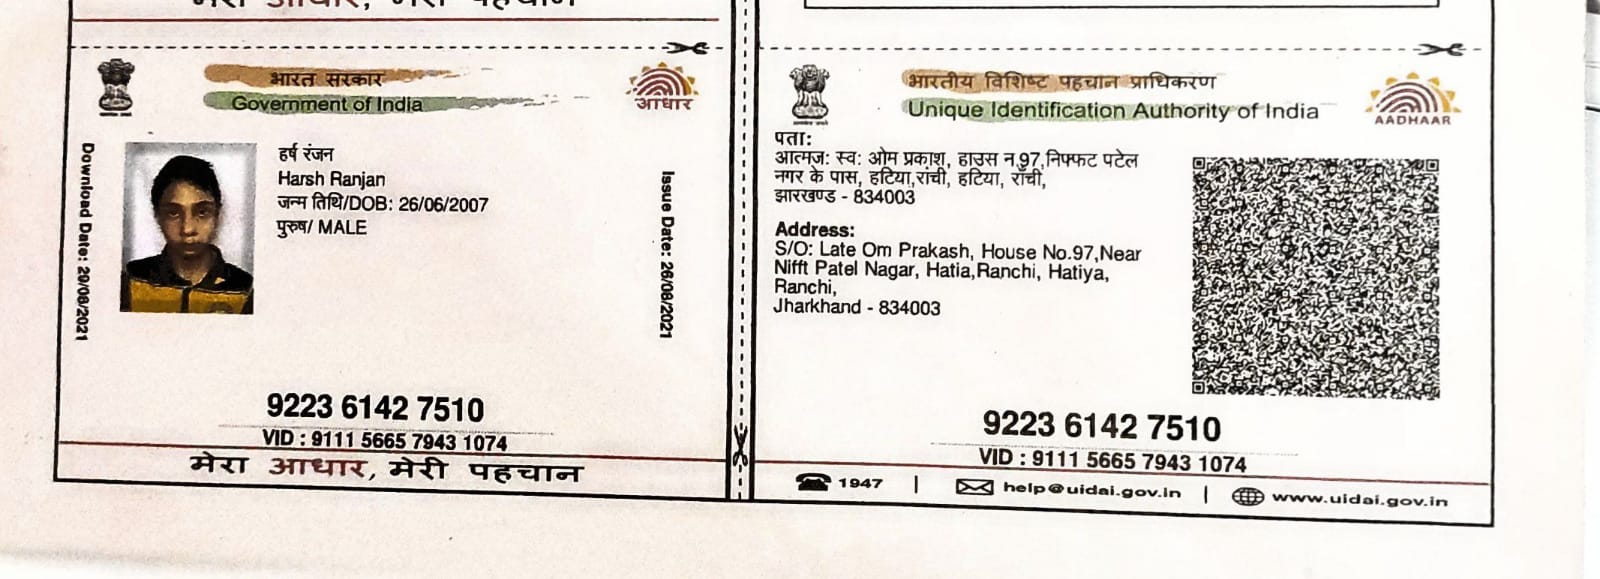 मेरा आधार, मेरी पहचान
भारत सरकार
Government of India
आधार
Download Date: 29/08/2021
हर्ष रंजन
Harsh Ranjan
जन्म तिथि/DOB: 26/06/2007
पुरुष/ MALE
Issue Date: 26/08/2021
9223 6142 7510
VID : 9111 5665 7943 1074
मेरा आधार, मेरी पहचान
भारतीय विशिष्ट पहचान प्राधिकरण
Unique Identification Authority of India
AADHAAR
पता:
आत्मज: स्व: ओम प्रकाश, हाउस न.97,निफ्फट पटेल
नगर के पास, हटिया,रांची, हटिया, राँची,
झारखण्ड - 834003
Address:
S/O: Late Om Prakash, House No.97,Near
Nifft Patel Nagar, Hatia,Ranchi, Hatiya,
Ranchi,
Jharkhand - 834003
9223 6142 7510
VID : 9111 5665 7943 1074
1947 | help@uidai.gov.in | www.uidai.gov.in